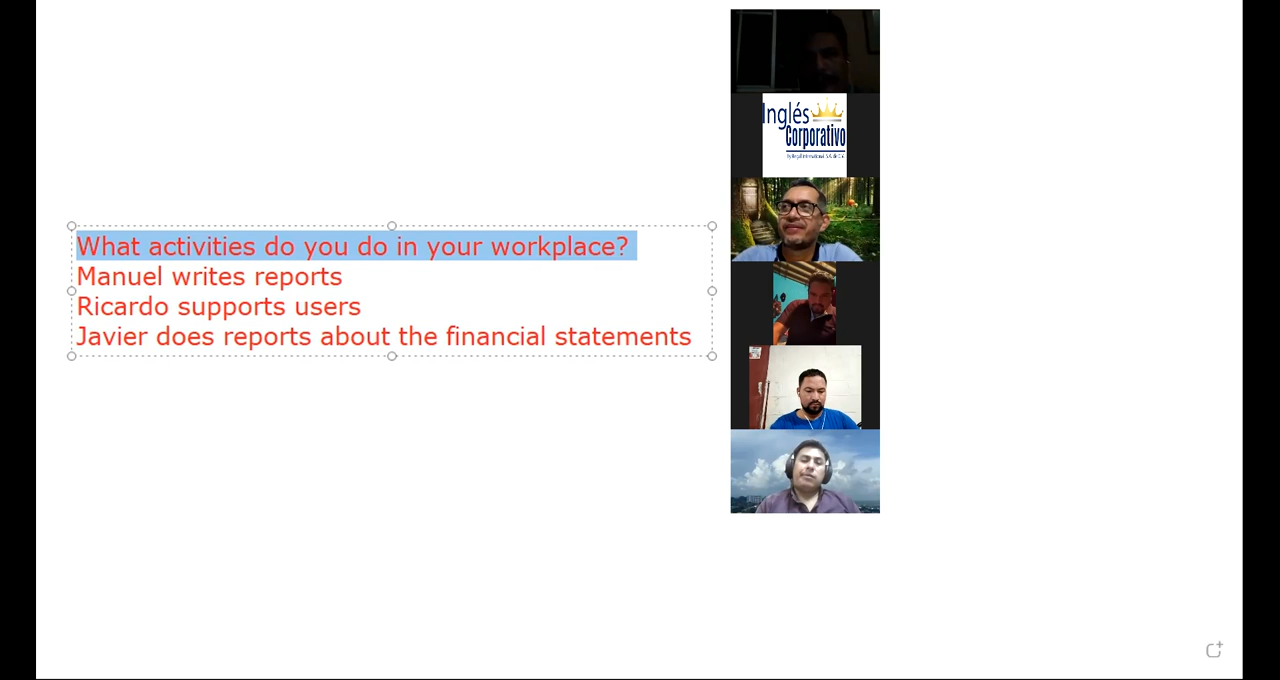 What activities do you do in your workplace?
Manuel writes reports
Ricardo supports users
Javier does reports about the financial statements
Inglés
Corporativo